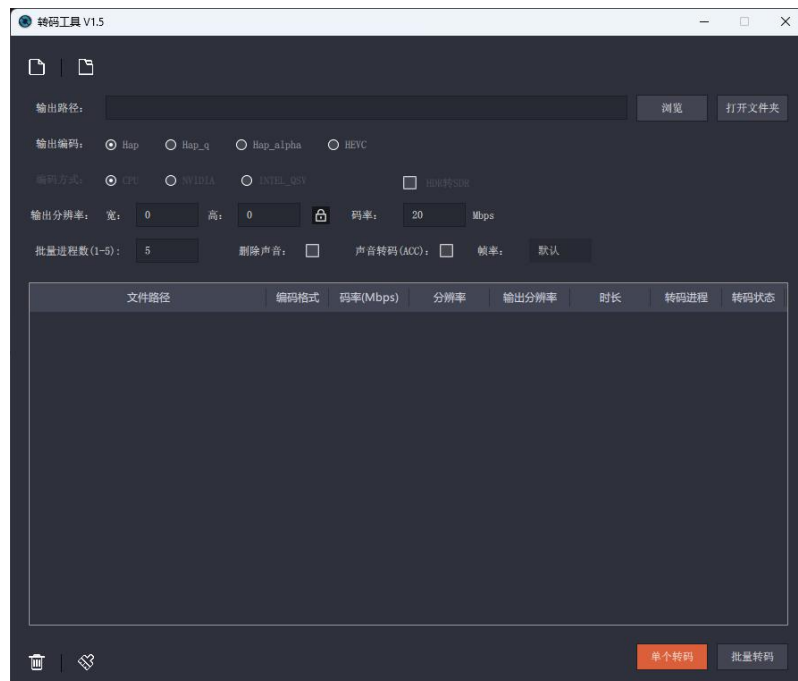 转码工具 V1.5
输出路径： 浏览 打开文件夹
输出编码： Hap Hap_q Hap_alpha HEVC
编码方式： CPU NVIDIA INTEL_QSV HDR转SDR
输出分辨率： 宽： 0 高： 0 码率： 20 Mbps
批量进程数(1-5)： 5 删除声音： 声音转码(ACC)： 帧率： 默认
文件路径 编码格式 码率(Mbps) 分辨率 输出分辨率 时长 转码进程 转码状态
单个转码 批量转码